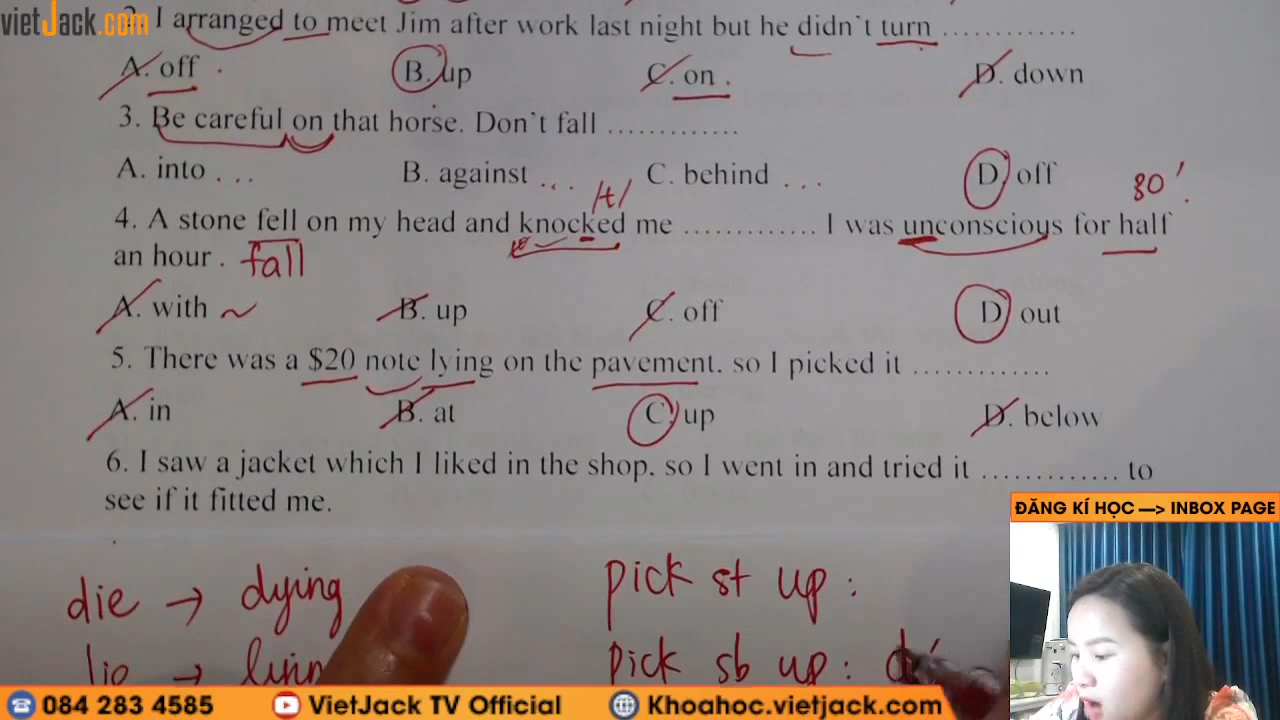 vietJack.com
2. I arranged to meet Jim after work last night but he didn't turn .............
A. off . B. up C. on . D. down
3. Be careful on that horse. Don't fall .............
A. into . . . B. against ... C. behind . . . D. off
/t/ 30'
4. A stone fell on my head and knocked me ............. I was unconscious for half
an hour . fall
A. with ~ B. up C. off D. out
5. There was a $20 note lying on the pavement. so I picked it .............
A. in B. at C. up D. below
6. I saw a jacket which I liked in the shop. so I went in and tried it ............. to
see if it fitted me.
ĐĂNG KÍ HỌC —> INBOX PAGE
die → dying pick st up :
lie → lying pick sb up :
084 283 4585 VietJack TV Official Khoahoc.vietjack.com